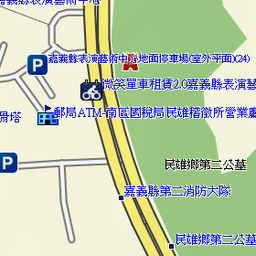 嘉義縣表演藝術中心
嘉義縣表演藝術中心地面停車場(室外平面)(24)
P
微笑單車租賃2.0嘉義縣表演藝
郵局ATM-南區國稅局民雄稽徵所營業廳
滑塔
P
民雄鄉第二公墓
嘉義縣第二消防大隊
民雄鄉第二公墓